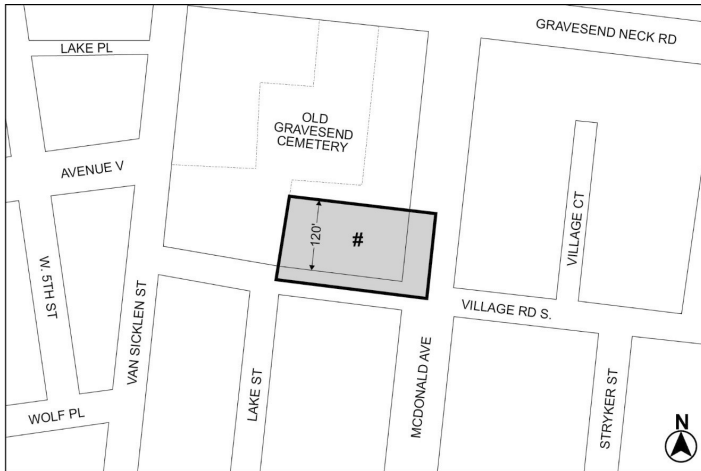 GRAVESEND NECK RD
LAKE PL
OLD
GRAVESEND
CEMETERY
AVENUE V
VILLAGE CT
120'
#
W. 5TH ST
VAN SICKLEN ST
VILLAGE RD S.
LAKE ST
MCDONALD AVE
STRYKER ST
WOLF PL
N